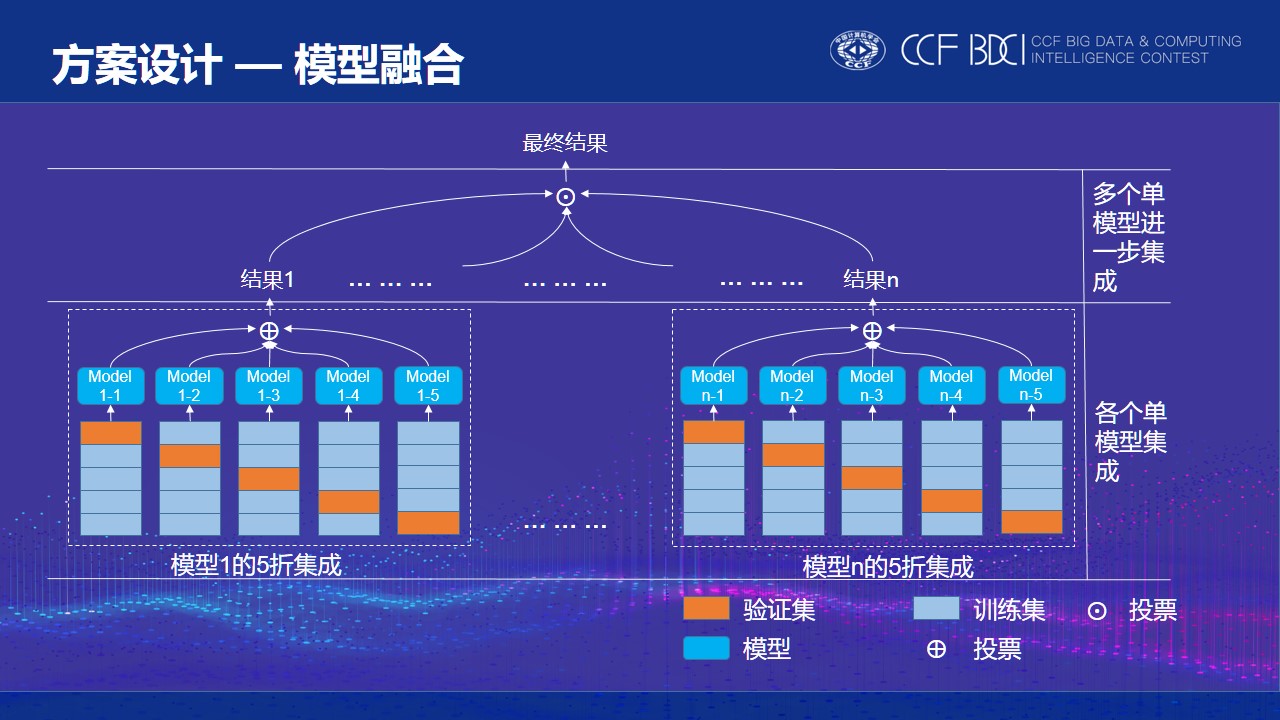 方案设计 — 模型融合
CCF BDCI
CCF BIG DATA & COMPUTING
INTELLIGENCE CONTEST
中国计算机学会
CCF
最终结果
多个单
模型进
一步集
成
结果1
… … …
… … …
… … …
结果n
Model
1-1
Model
1-2
Model
1-3
Model
1-4
Model
1-5
Model
n-1
Model
n-2
Model
n-3
Model
n-4
Model
n-5
各个单
模型集
成
… … …
模型1的5折集成
模型n的5折集成
验证集
训练集
⊙ 投票
模型
⊕ 投票